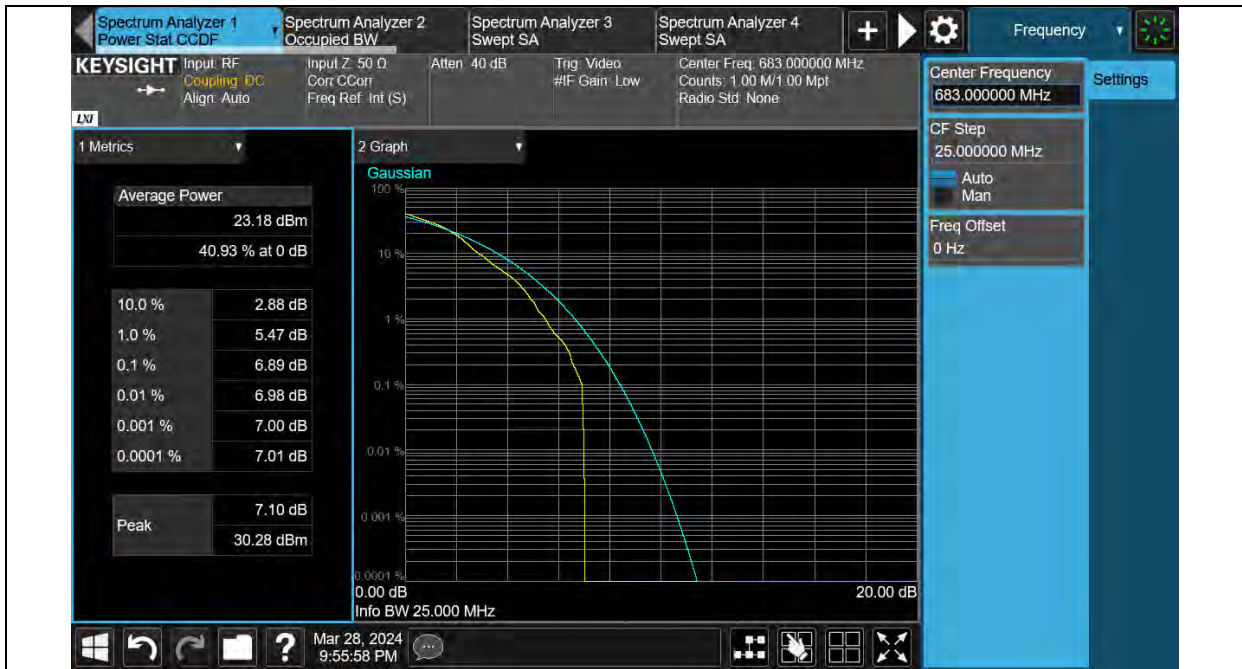 Spectrum Analyzer 1
Power Stat CCDF
Spectrum Analyzer 2
Occupied BW
Spectrum Analyzer 3
Swept SA
Spectrum Analyzer 4
Swept SA
+
Frequency
KEYSIGHT
LXI
Input: RF
Coupling: DC
Align: Auto
Input Z: 50 Ω
Corr CCorr
Freq Ref: Int (S)
Atten: 40 dB
Trig: Video
#IF Gain: Low
Center Freq: 683.000000 MHz
Counts: 1.00 M/1.00 Mpt
Radio Std: None
Center Frequency
683.000000 MHz
Settings
CF Step
25.000000 MHz
Auto
Man
Freq Offset
0 Hz
1 Metrics
Average Power
23.18 dBm
40.93 % at 0 dB
10.0 % 2.88 dB
1.0 % 5.47 dB
0.1 % 6.89 dB
0.01 % 6.98 dB
0.001 % 7.00 dB
0.0001 % 7.01 dB
Peak
7.10 dB
30.28 dBm
2 Graph
Gaussian
100 %
10 %
1 %
0.1 %
0.01 %
0.001 %
0.0001 %
0.00 dB
20.00 dB
Info BW 25.000 MHz
?
Mar 28, 2024
9:55:58 PM